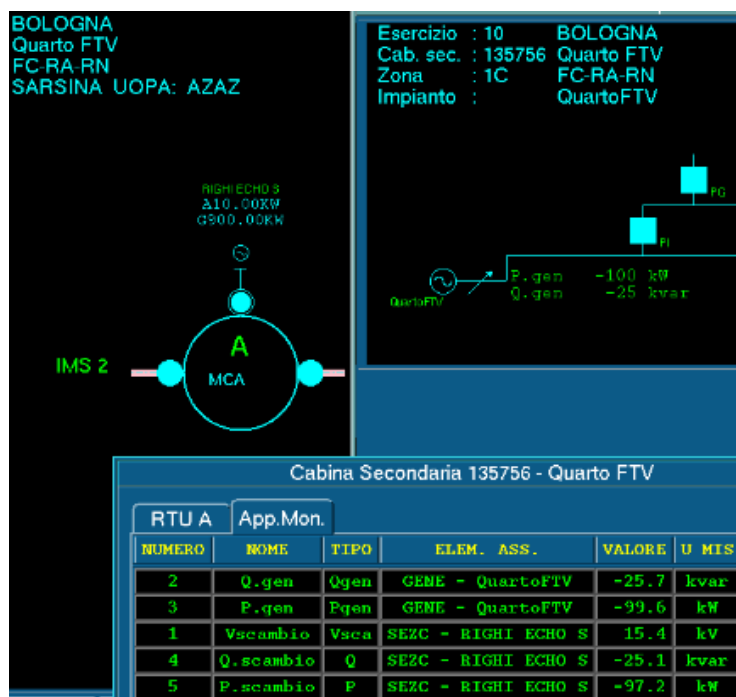 BOLOGNA
Quarto FTV
FC-RA-RN
SARSINA UOPA: AZAZ
RIGHI ECHO S
A10.00KW
G900.00KW
IMS 2
A
MCA
Esercizio : 10 BOLOGNA
Cab. sec. : 135756 Quarto FTV
Zona : 1C FC-RA-RN
Impianto : QuartoFTV
PG
PI
P.gen -100 kW
Q.gen -25 kvar
QuartoFTV
Cabina Secondaria 135756 - Quarto FTV
RTU A App.Mon.
NUMERO NOME TIPO ELEM. ASS. VALORE U MIS
2 Q.gen Qgen GENE - QuartoFTV -25.7 kvar
3 P.gen Pgen GENE - QuartoFTV -99.6 kW
1 Vscambio Vsca SEZC - RIGHI ECHO S 15.4 kV
4 Q.scambio Q SEZC - RIGHI ECHO S -25.1 kvar
5 P.scambio P SEZC - RIGHI ECHO S -97.2 kW